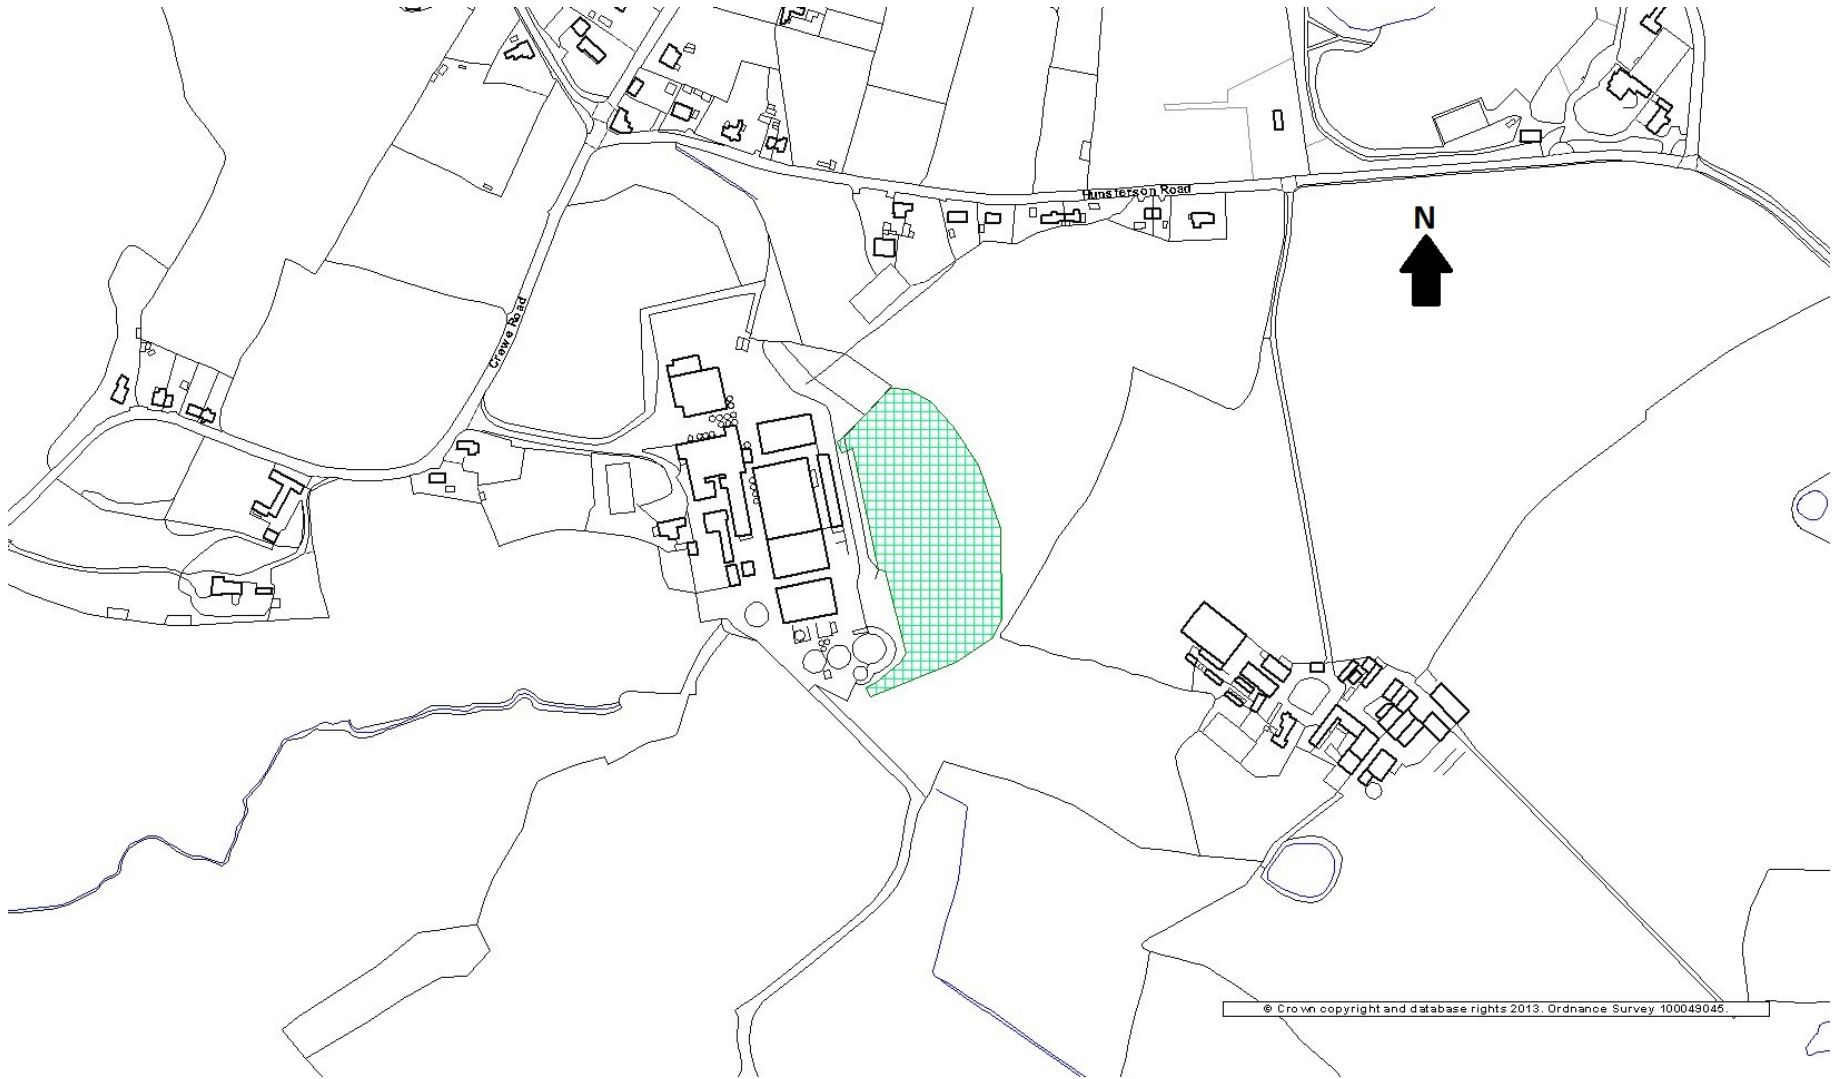 Hunsterson Road
N
Crewe Road
© Crown copyright and database rights 2013. Ordnance Survey 100049045.